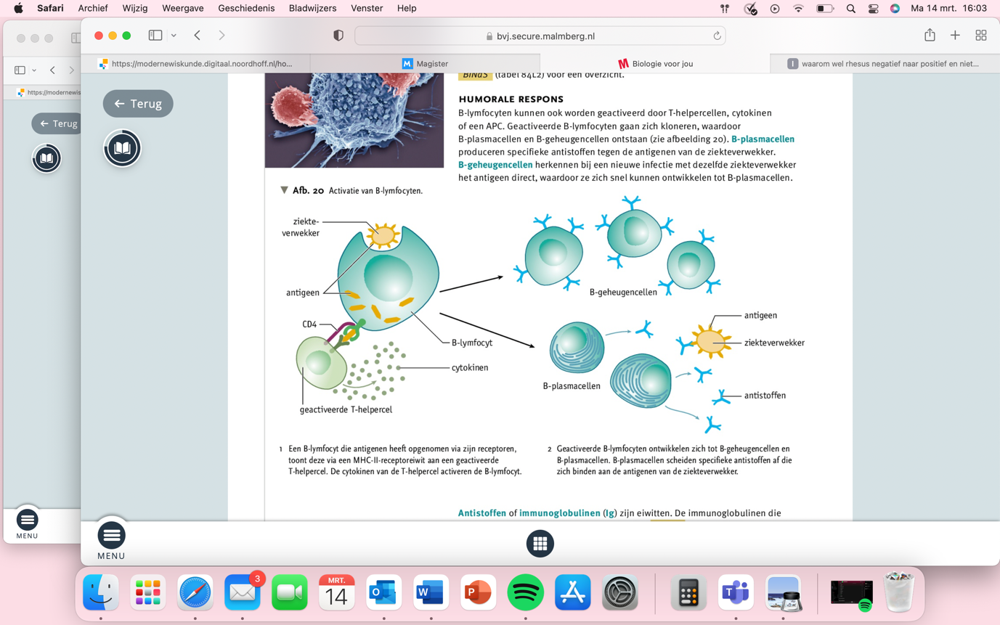 Safari Archief Wijzig Weergave Geschiedenis Bladwijzers Venster Help Ma 14 mrt. 16:03
bvj.secure.malmberg.nl
https://modernewiskunde.digitaal.noordhoff.nl/ho... Magister Biologie voor jou waarom wel rhesus negatief naar positief en niet...
https://modernewis
Terug
Terug
BiNaS (tabel 84L2) voor een overzicht.
HUMORALE RESPONS
B-lymfocyten kunnen ook worden geactiveerd door T-helpercellen, cytokinen
of een APC. Geactiveerde B-lymfocyten gaan zich kloneren, waardoor
B-plasmacellen en B-geheugencellen ontstaan (zie afbeelding 20). B-plasmacellen
produceren specifieke antistoffen tegen de antigenen van de ziekteverwekker.
B-geheugencellen herkennen bij een nieuwe infectie met dezelfde ziekteverwekker
het antigeen direct, waardoor ze zich snel kunnen ontwikkelen tot B-plasmacellen.
Afb. 20 Activatie van B-lymfocyten.
ziekte-
verwekker
antigeen
CD4
B-lymfocyt
cytokinen
geactiveerde T-helpercel
B-geheugencellen
antigeen
ziekteverwekker
B-plasmacellen
antistoffen
1 Een B-lymfocyt die antigenen heeft opgenomen via zijn receptoren,
toont deze via een MHC-II-receptoreiwit aan een geactiveerde
T-helpercel. De cytokinen van de T-helpercel activeren de B-lymfocyt.
2 Geactiveerde B-lymfocyten ontwikkelen zich tot B-geheugencellen en
B-plasmacellen. B-plasmacellen scheiden specifieke antistoffen af die
zich binden aan de antigenen van de ziekteverwekker.
Antistoffen of immunoglobulinen (Ig) zijn eiwitten. De immunoglobulinen die
MENU
MENU
3
MRT.
14